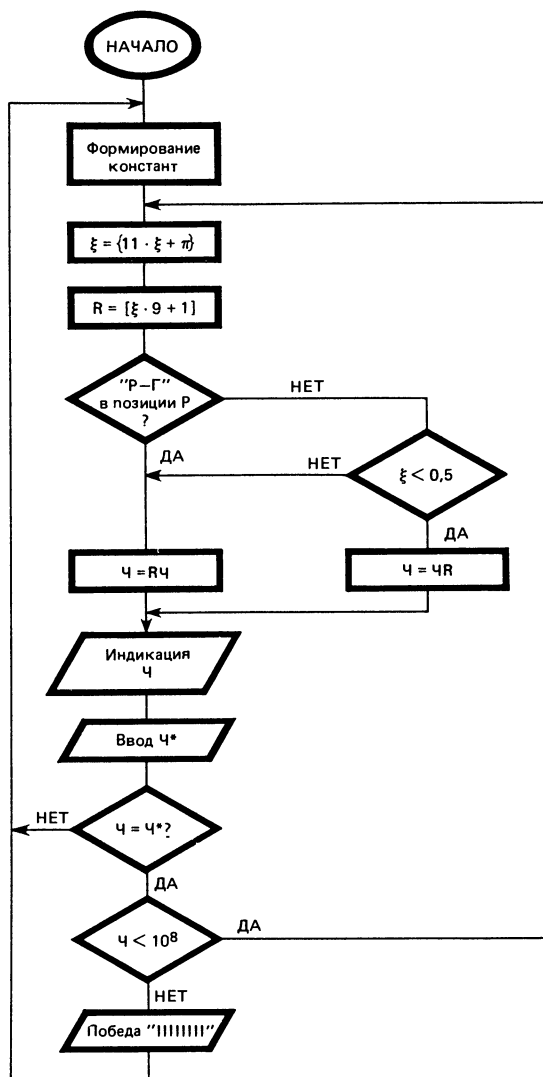 НАЧАЛО
Формирование
констант
ξ = {11 · ξ + π}
R = [ξ · 9 + 1]
"Р–Г"
в позиции Р
?
НЕТ
ДА
НЕТ
ξ < 0,5
ДА
Ч = RЧ
Ч = ЧR
Индикация
Ч
Ввод Ч*
НЕТ
Ч = Ч*?
ДА
Ч < 10⁸
ДА
НЕТ
Победа "11111111"